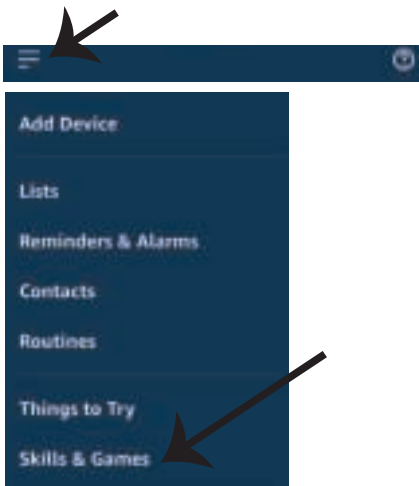 Add Device
Lists
Reminders & Alarms
Contacts
Routines
Things to Try
Skills & Games